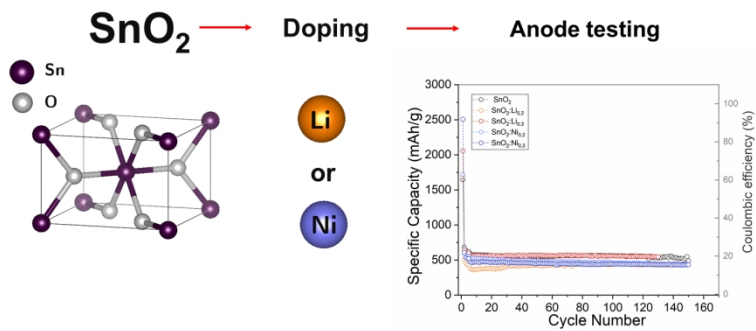 SnO₂ Doping Anode testing
Sn
O
Li
or
Ni
Specific Capacity (mAh/g)
3000
2500
2000
1500
1000
500
0
SnO₂
SnO₂:Li₀,₂
SnO₂:Li₀,₃
SnO₂:Ni₀,₂
SnO₂:Ni₀,₃
100
80
60
40
20
0
Coulombic efficiency (%)
0 20 40 60 80 100 120 140 160
Cycle Number